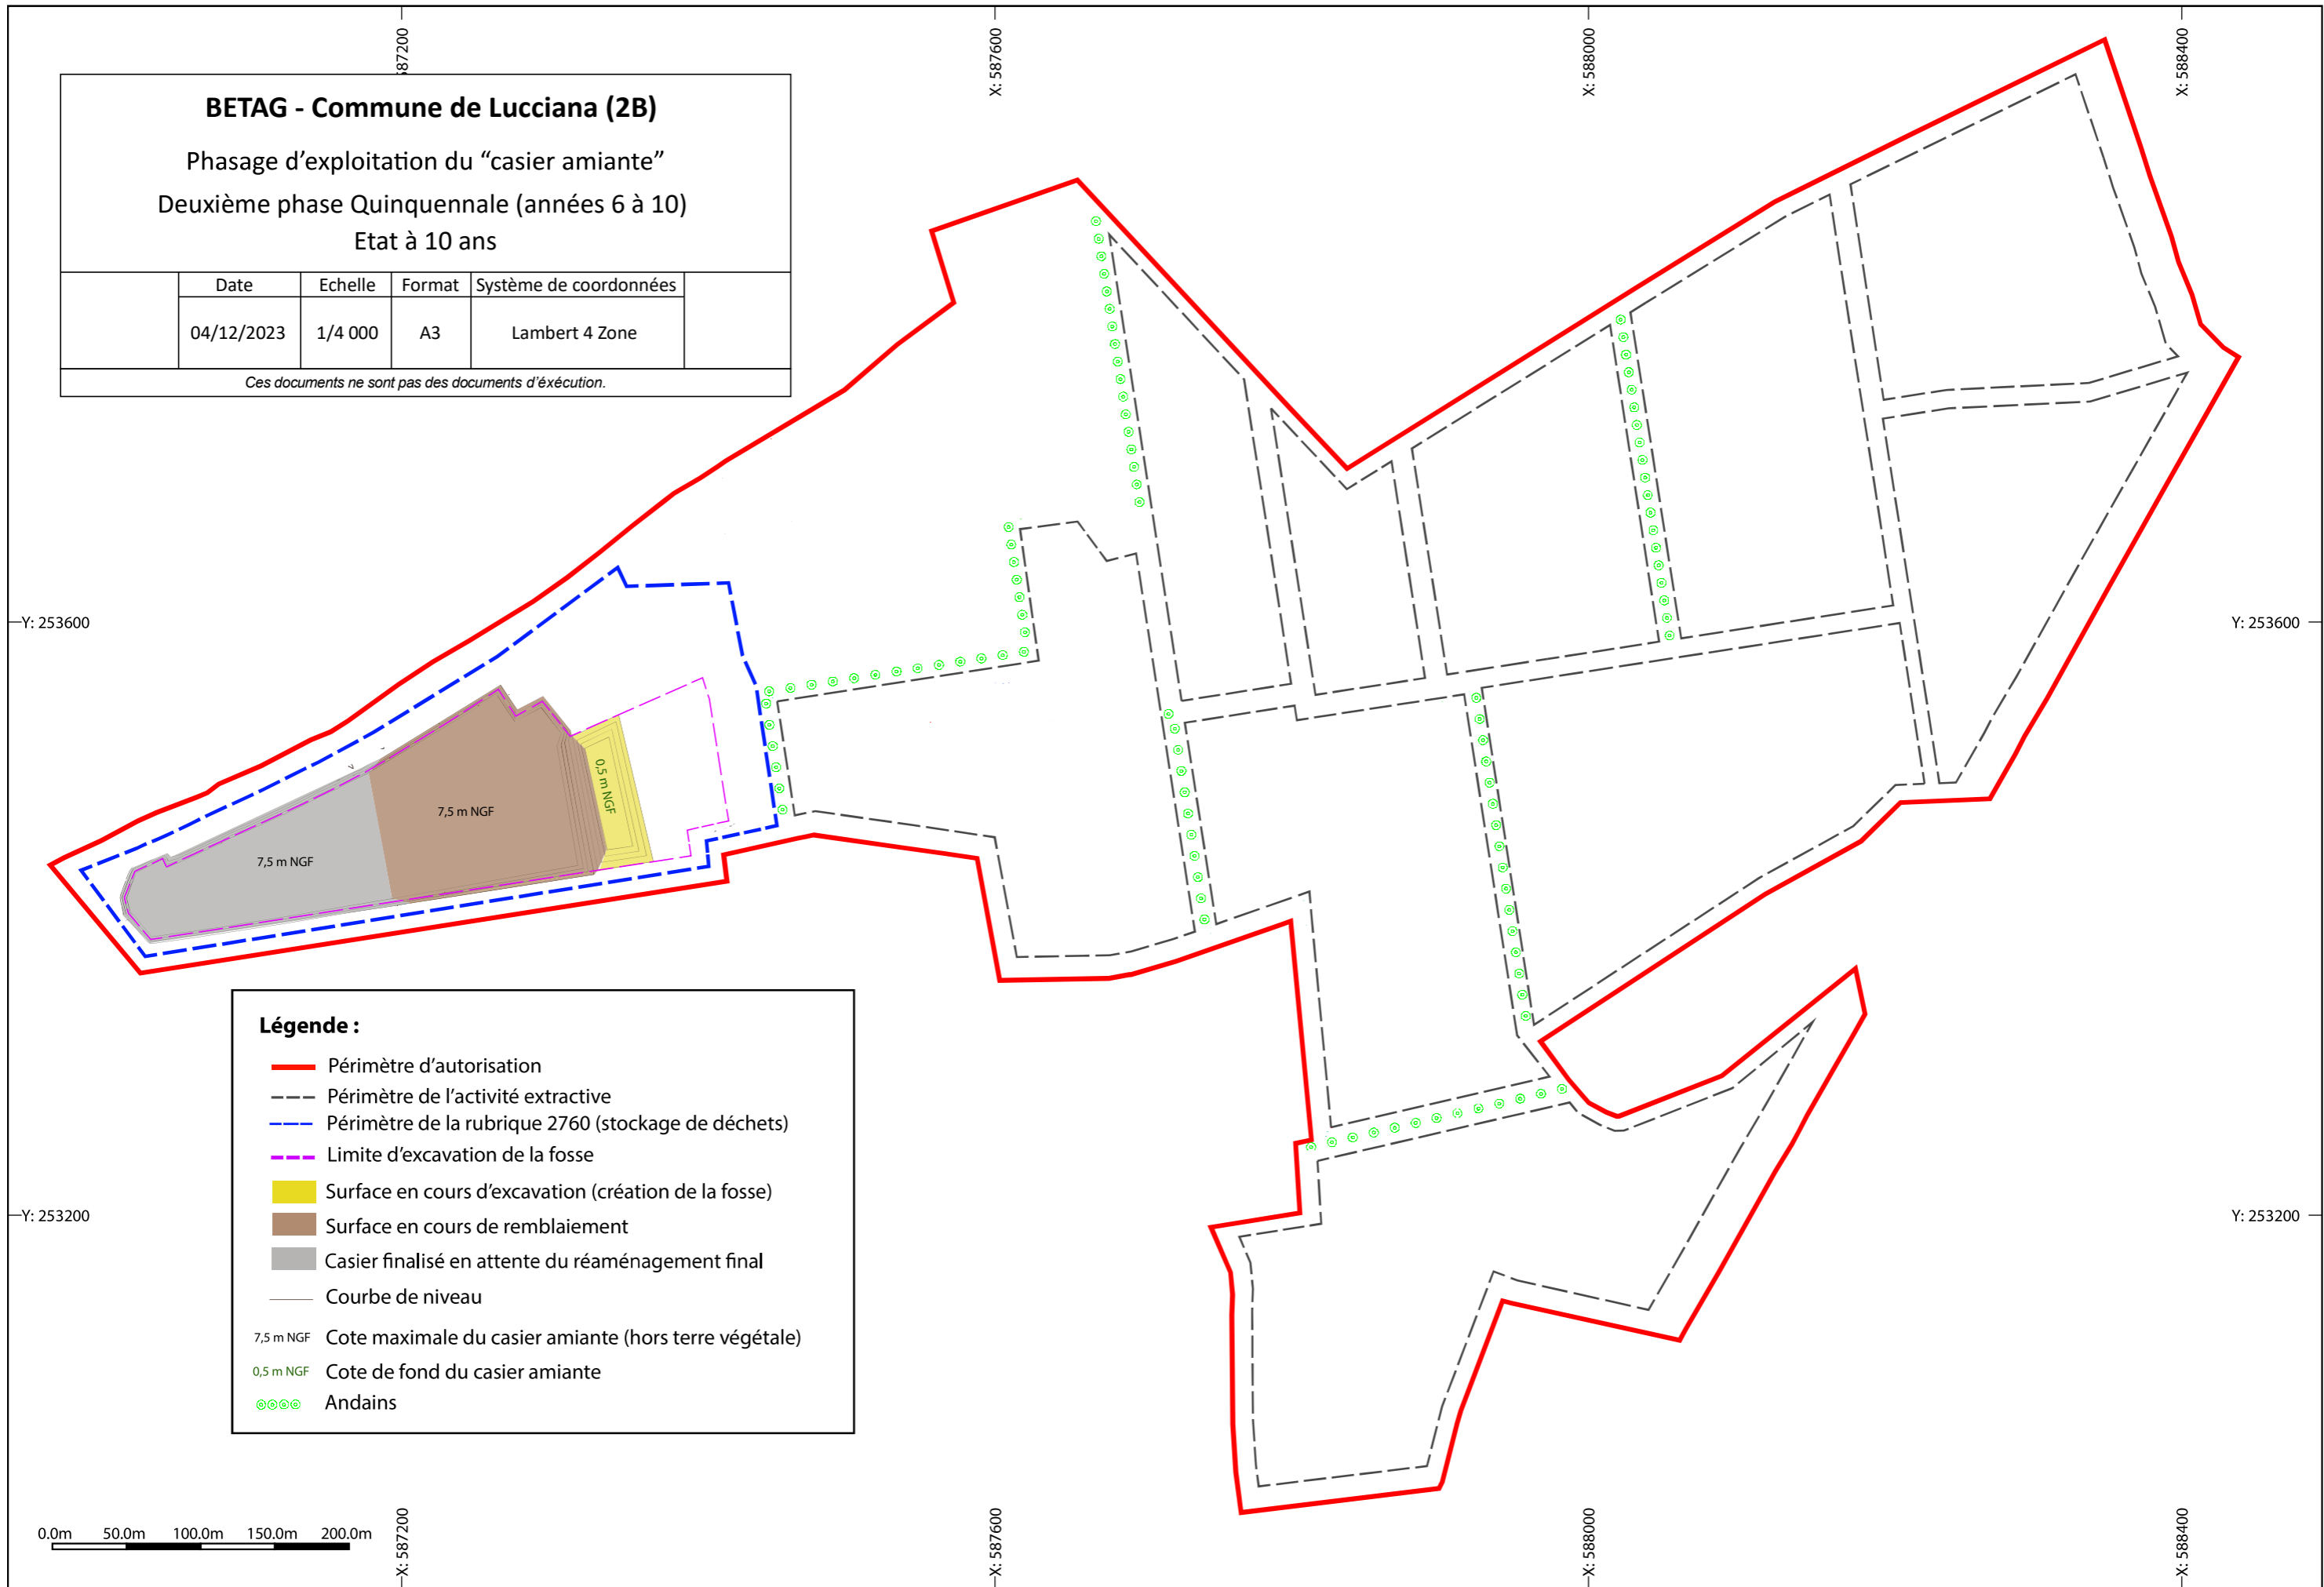 X: 587200
X: 587600
X: 588000
X: 588400
BETAG - Commune de Lucciana (2B)
Phasage d'exploitation du “casier amiante”
Deuxième phase Quinquennale (années 6 à 10)
Etat à 10 ans
Date Echelle Format Système de coordonnées
04/12/2023 1/4 000 A3 Lambert 4 Zone
Ces documents ne sont pas des documents d'éxécution.
Y: 253600
Y: 253600
0,5 m NGF
7,5 m NGF
7,5 m NGF
Légende :
Périmètre d'autorisation
Périmètre de l'activité extractive
Périmètre de la rubrique 2760 (stockage de déchets)
Limite d'excavation de la fosse
Surface en cours d'excavation (création de la fosse)
Surface en cours de remblaiement
Casier finalisé en attente du réaménagement final
Courbe de niveau
7,5 m NGF Cote maximale du casier amiante (hors terre végétale)
0,5 m NGF Cote de fond du casier amiante
Andains
Y: 253200
Y: 253200
0.0m 50.0m 100.0m 150.0m 200.0m
X: 587200
X: 587600
X: 588000
X: 588400